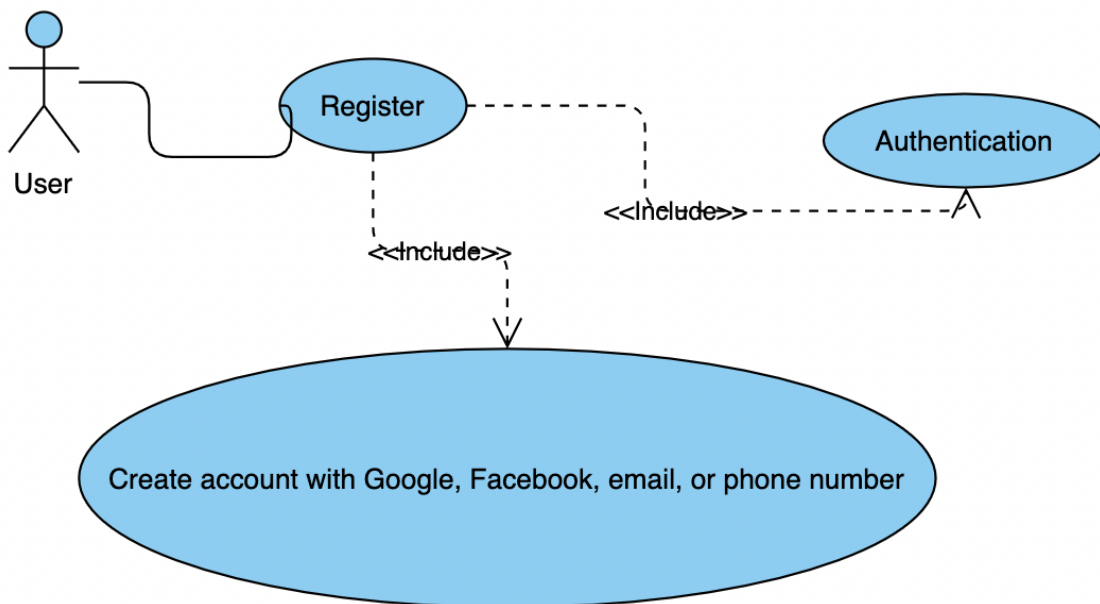 Register
Authentication
User
<<Include>>
<<Include>>
Create account with Google, Facebook, email, or phone number